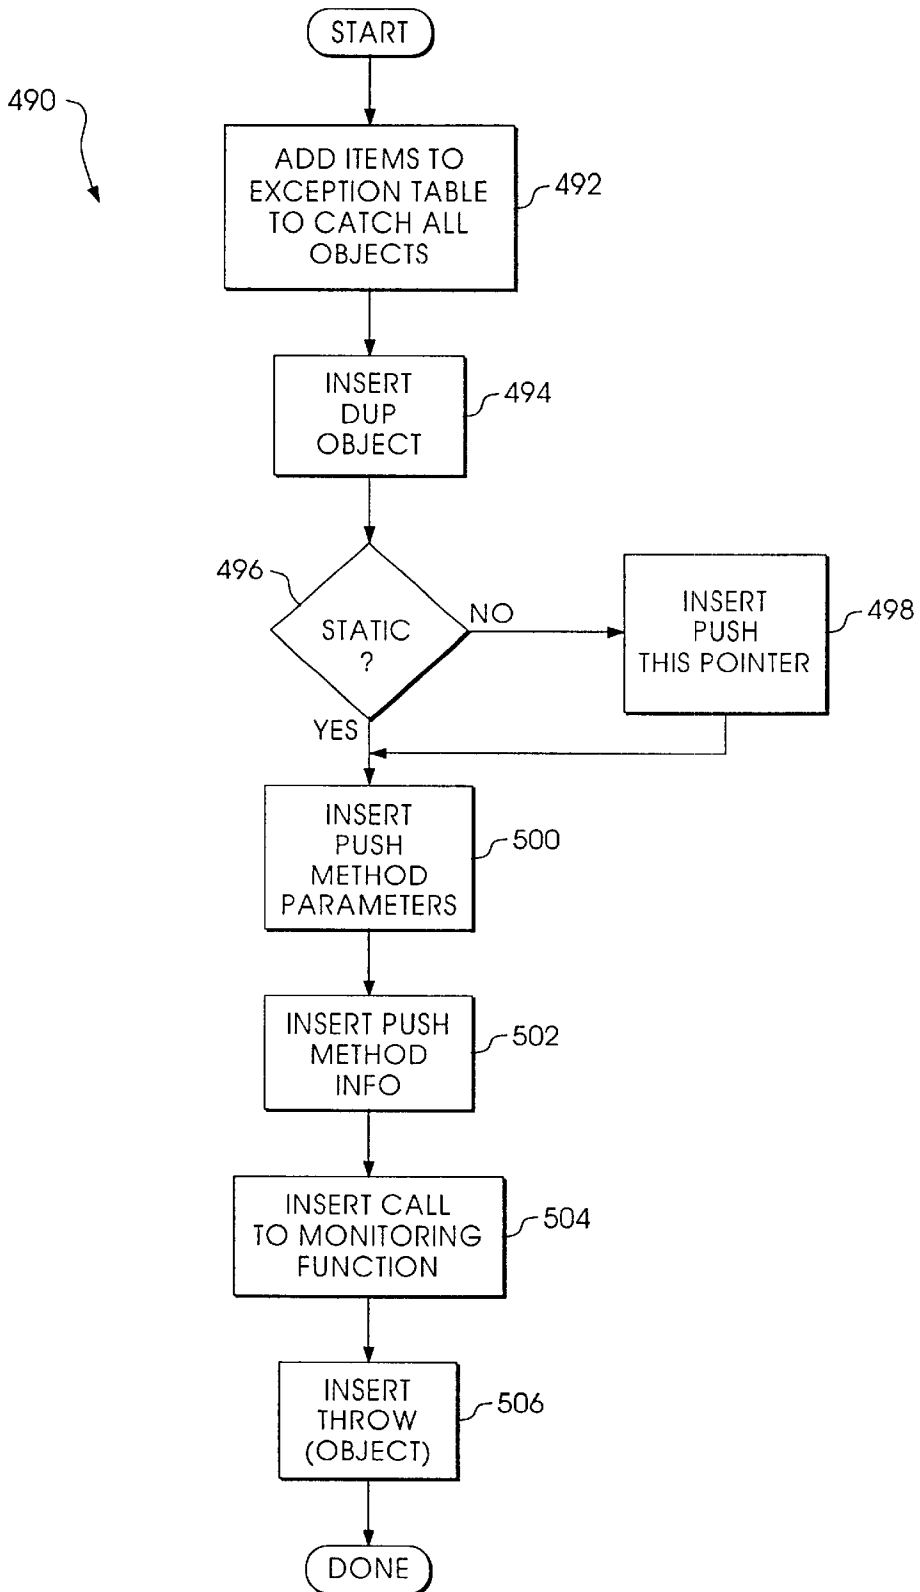 START
490
ADD ITEMS TO
EXCEPTION TABLE
TO CATCH ALL
OBJECTS
492
INSERT
DUP
OBJECT
494
496
STATIC
?
NO
YES
INSERT
PUSH
THIS POINTER
498
INSERT
PUSH
METHOD
PARAMETERS
500
INSERT PUSH
METHOD
INFO
502
INSERT CALL
TO MONITORING
FUNCTION
504
INSERT
THROW
(OBJECT)
506
DONE